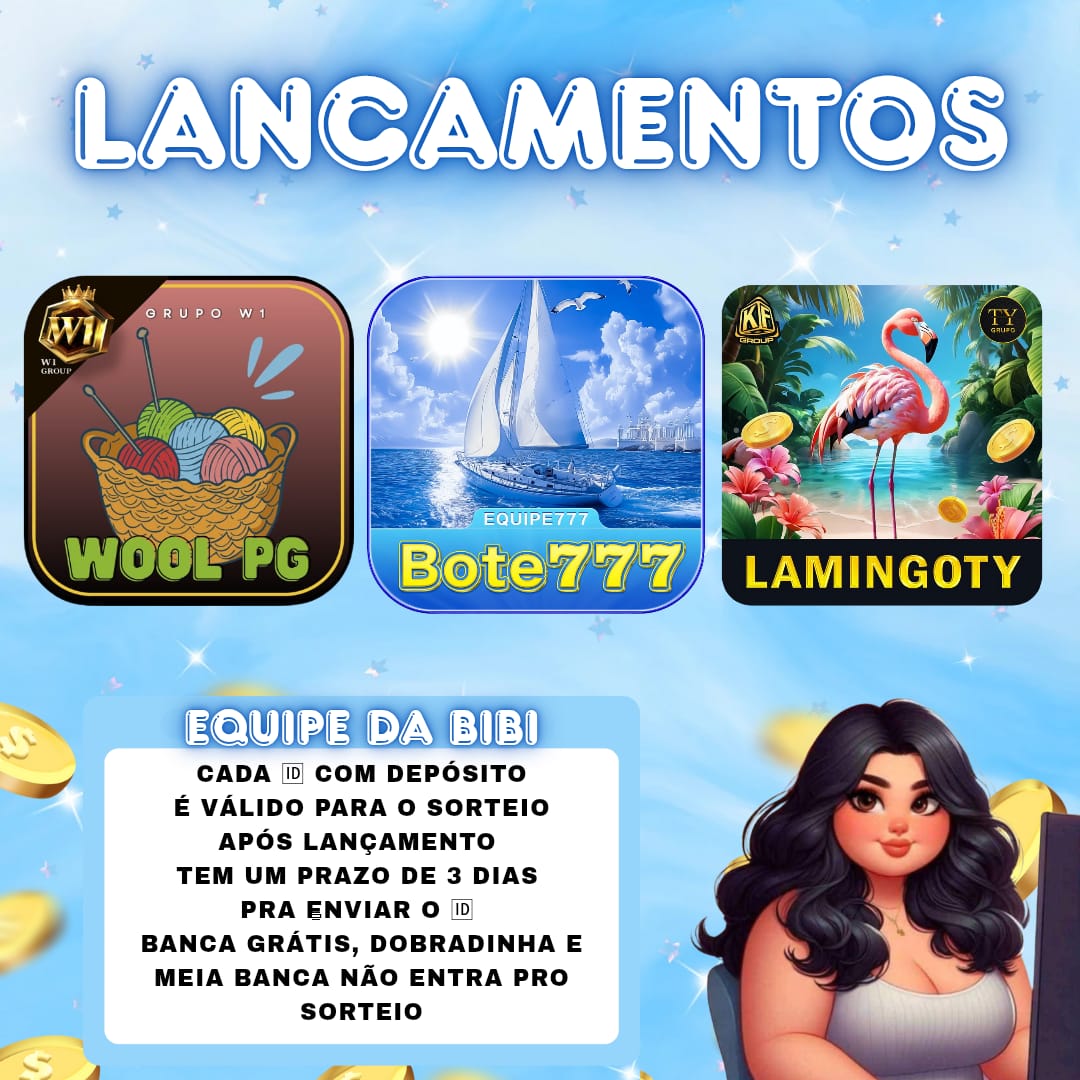 LANCAMENTOS
W1
W1
GROUP
GRUPO W1
WOOL PG
EQUIPE777
Bote777
KF
GROUP
TY
GRUPO
LAMINGOTY
EQUIPE DA BIBI
CADA 🆔 COM DEPÓSITO
É VÁLIDO PARA O SORTEIO
APÓS LANÇAMENTO
TEM UM PRAZO DE 3 DIAS
PRA ENVIAR O 🆔
BANCA GRÁTIS, DOBRADINHA E
MEIA BANCA NÃO ENTRA PRO
SORTEIO